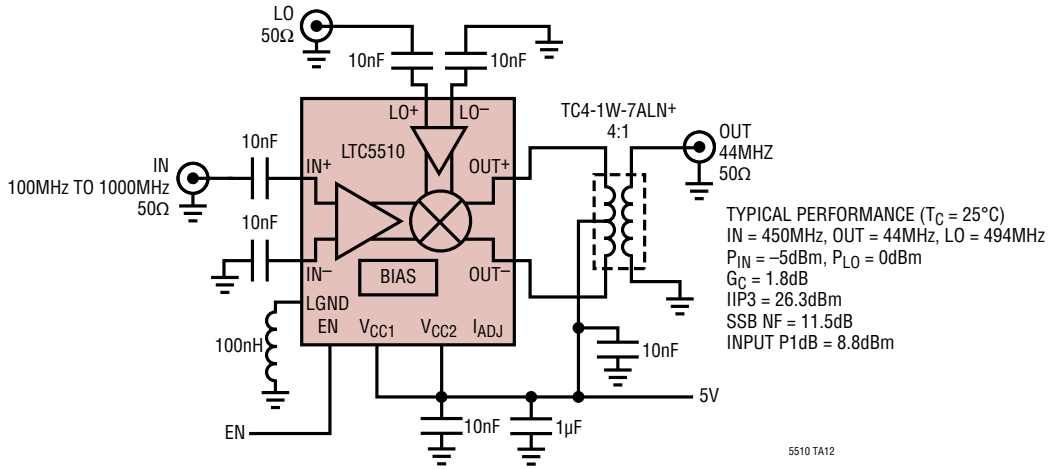 LO
50Ω
10nF
10nF
LO+
LO–
TC4-1W-7ALN+
4:1
OUT
44MHZ
50Ω
10nF
LTC5510
IN
100MHz TO 1000MHz
50Ω
IN+
OUT+
10nF
IN–
OUT–
BIAS
LGND
EN
VCC1
VCC2
IADJ
100nH
10nF
TYPICAL PERFORMANCE (TC = 25°C)
IN = 450MHz, OUT = 44MHz, LO = 494MHz
PIN = –5dBm, PLO = 0dBm
GC = 1.8dB
IIP3 = 26.3dBm
SSB NF = 11.5dB
INPUT P1dB = 8.8dBm
5V
EN
10nF
1µF
5510 TA12